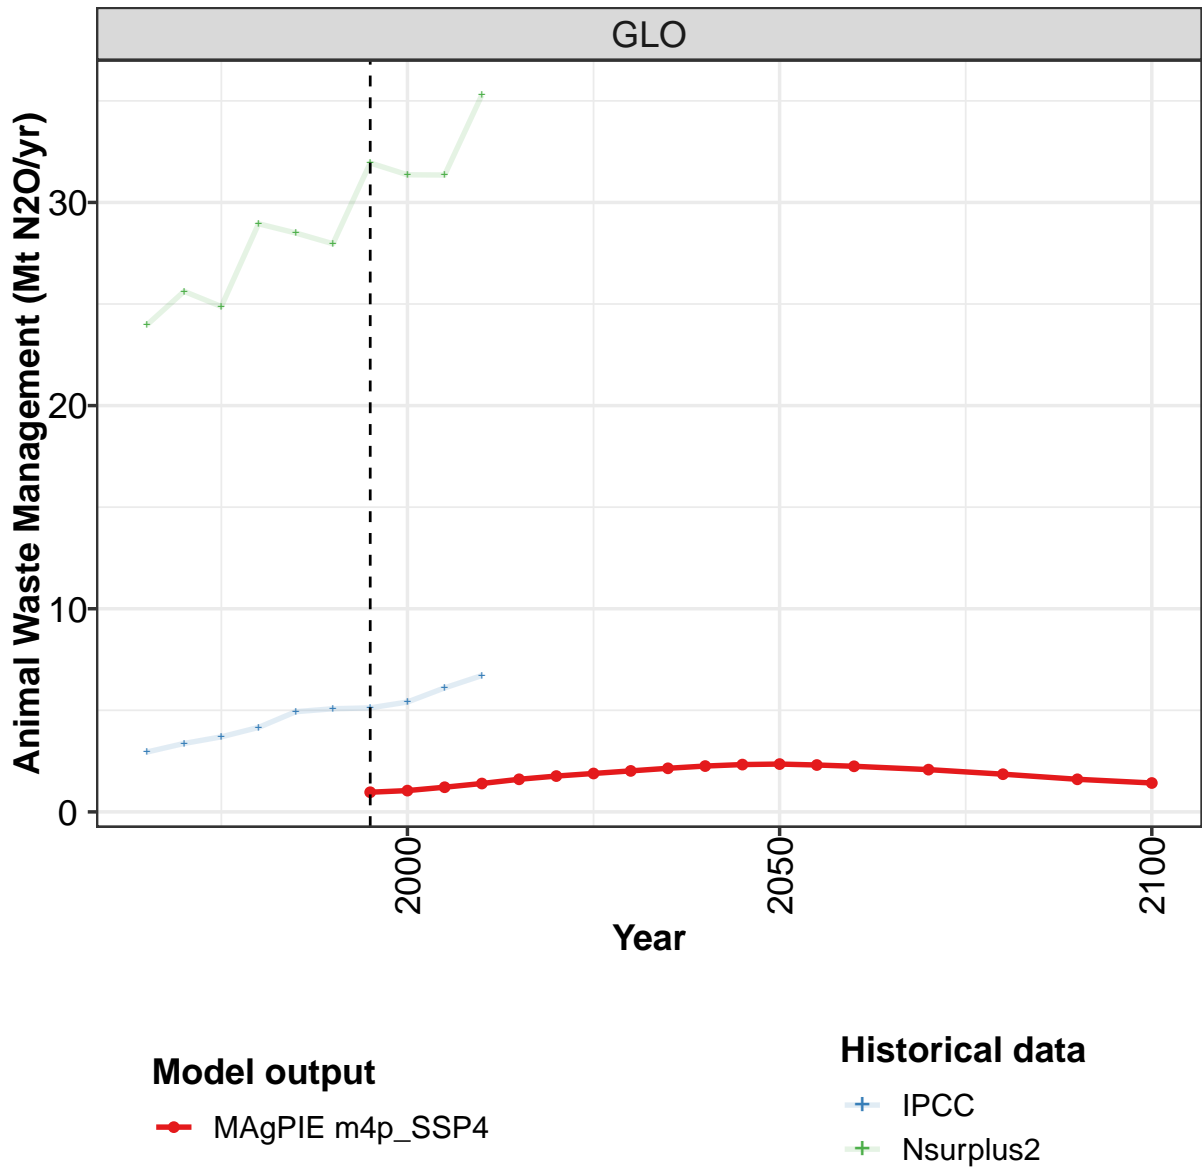 GLO
Animal Waste Management (Mt N2O/yr)
30
20
10
0
2000
2050
2100
Year
Model output
MAgPIE m4p_SSP4
Historical data
IPCC
Nsurplus2